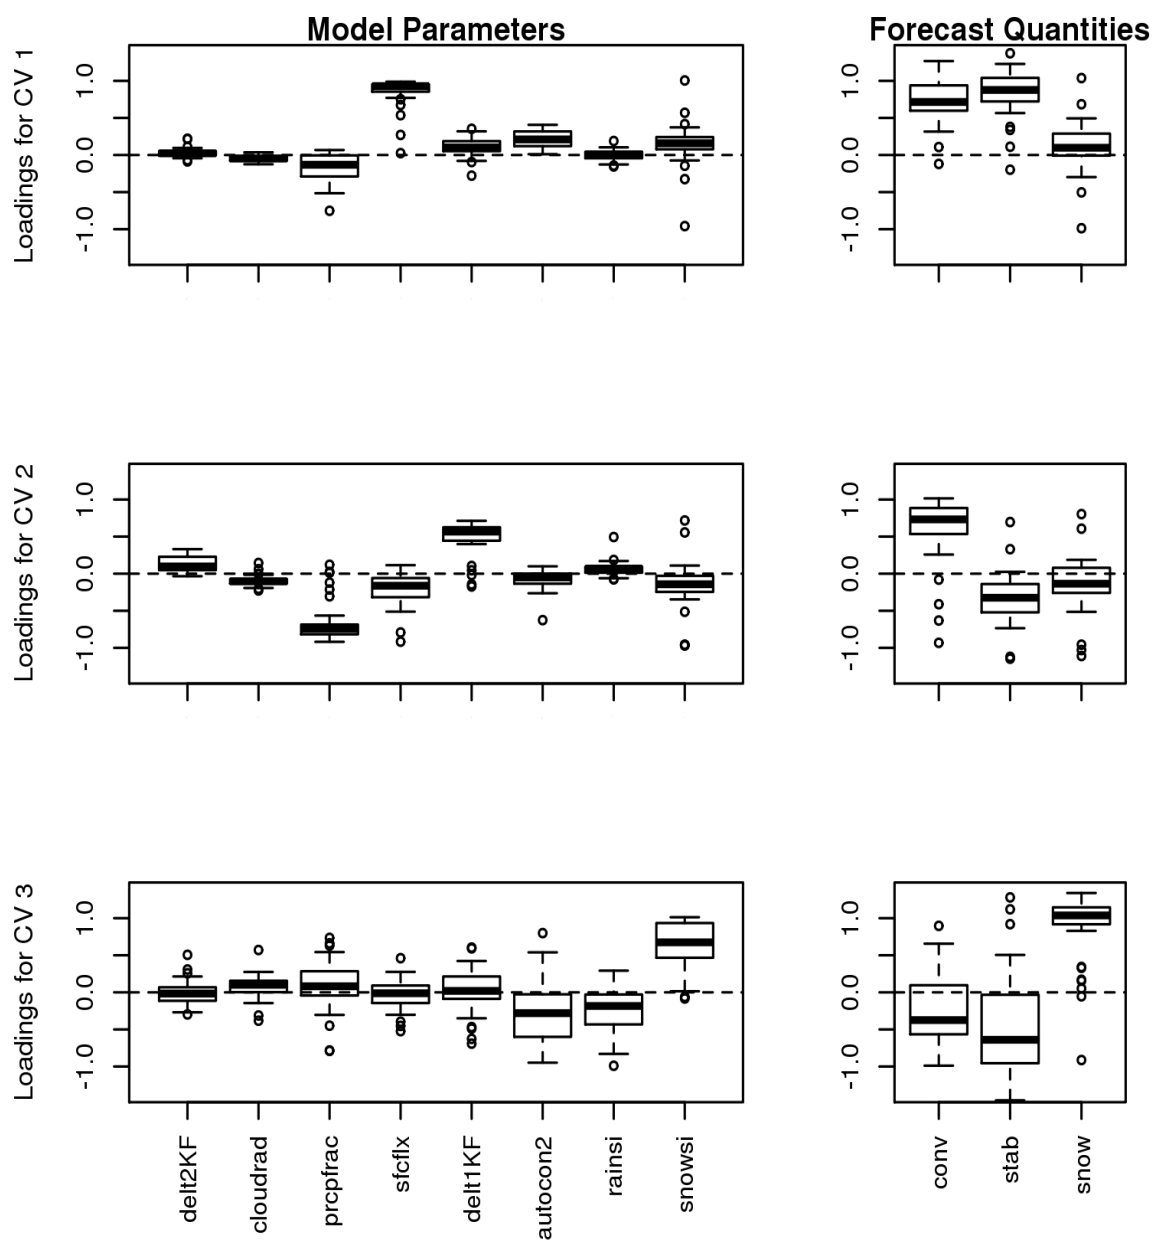 Model Parameters
Forecast Quantities
Loadings for CV 1
1.0
0.0
-1.0
1.0
0.0
-1.0
Loadings for CV 2
1.0
0.0
-1.0
1.0
0.0
-1.0
Loadings for CV 3
1.0
0.0
-1.0
1.0
0.0
-1.0
delt2KF
cloudrad
prcpfrac
sfcflx
delt1KF
autocon2
rainsi
snowsi
conv
stab
snow